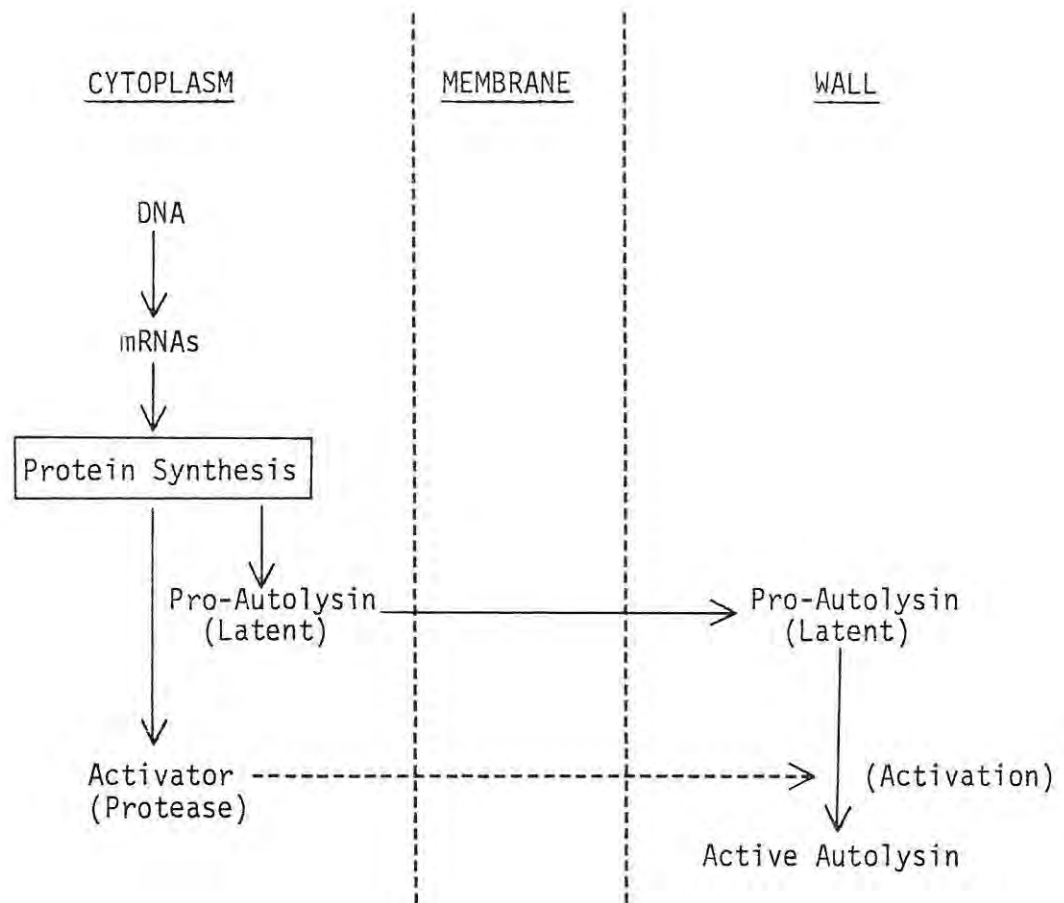 CYTOPLASM
MEMBRANE
WALL
DNA
mRNAs
Protein Synthesis
Pro-Autolysin
(Latent)
Pro-Autolysin
(Latent)
Activator
(Protease)
(Activation)
Active Autolysin